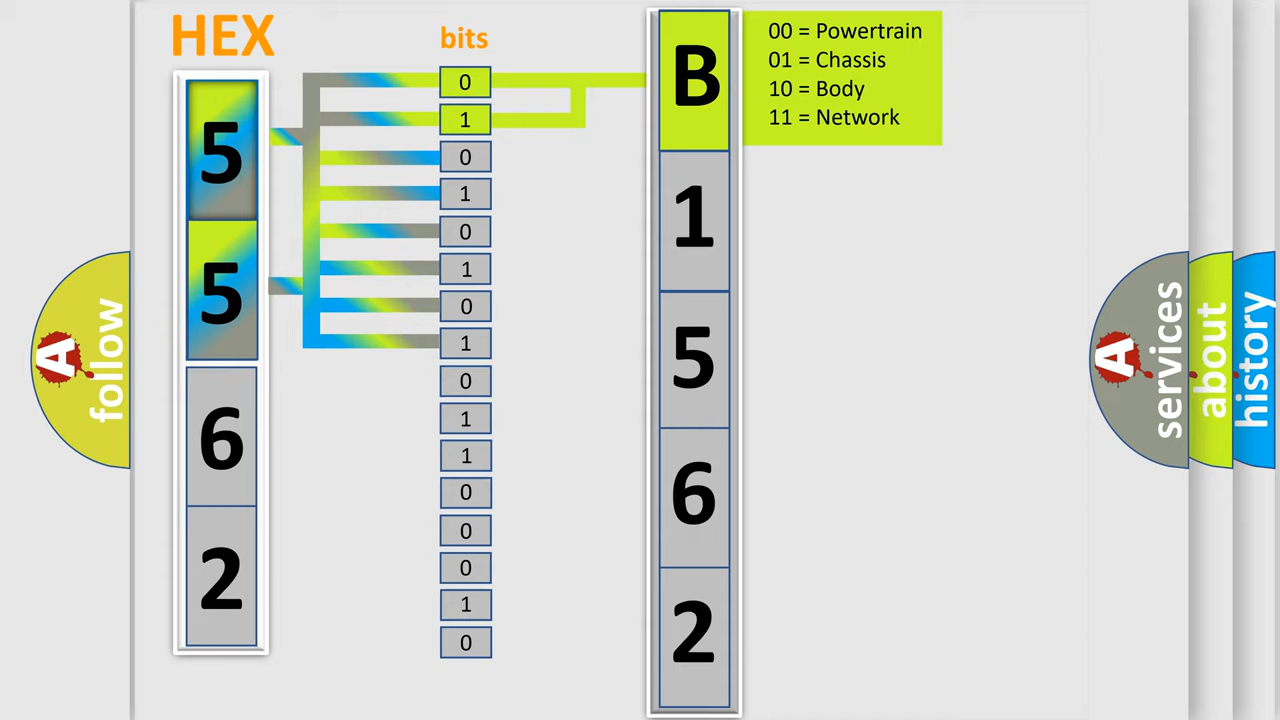 HEX
bits
5
5
6
2
0
1
0
1
0
1
0
1
0
1
1
0
0
0
1
0
B
1
5
6
2
00 = Powertrain
01 = Chassis
10 = Body
11 = Network
A
follow
A
services
about
history